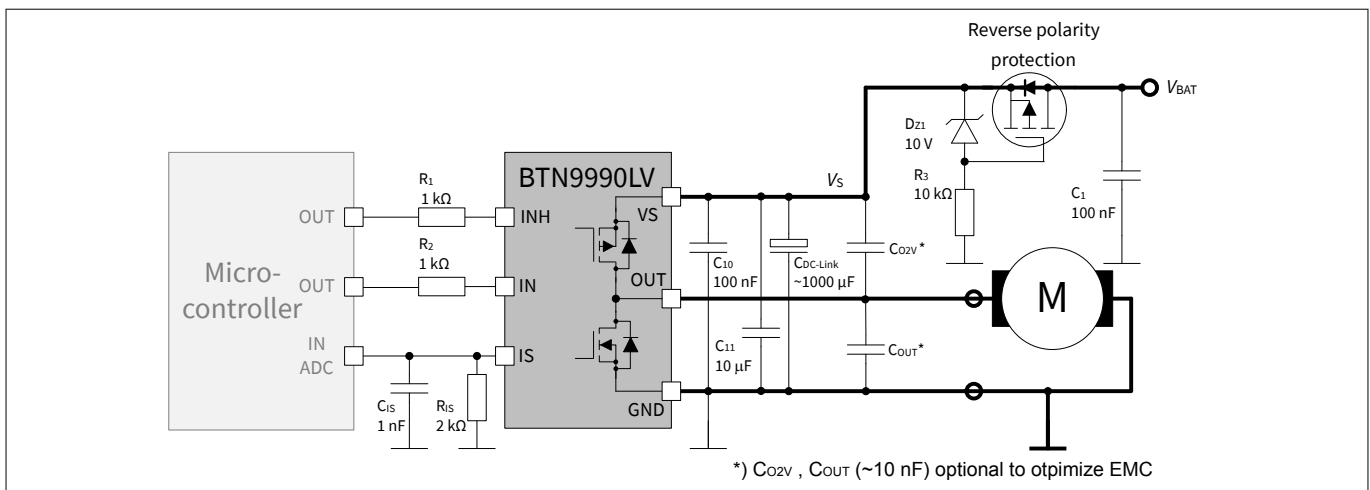 Reverse polarity
protection
VBAT
DZ1
10 V
R3
10 kΩ
C1
100 nF
VS
Micro-
controller
OUT
OUT
IN
ADC
R1
1 kΩ
R2
1 kΩ
CIS
1 nF
RIS
2 kΩ
BTN9990LV
INH
IN
IS
VS
OUT
GND
C10
100 nF
C11
10 µF
CDC-Link
~1000 µF
CO2V*
COUT*
M
*) CO2V , COUT (~10 nF) optional to otpimize EMC